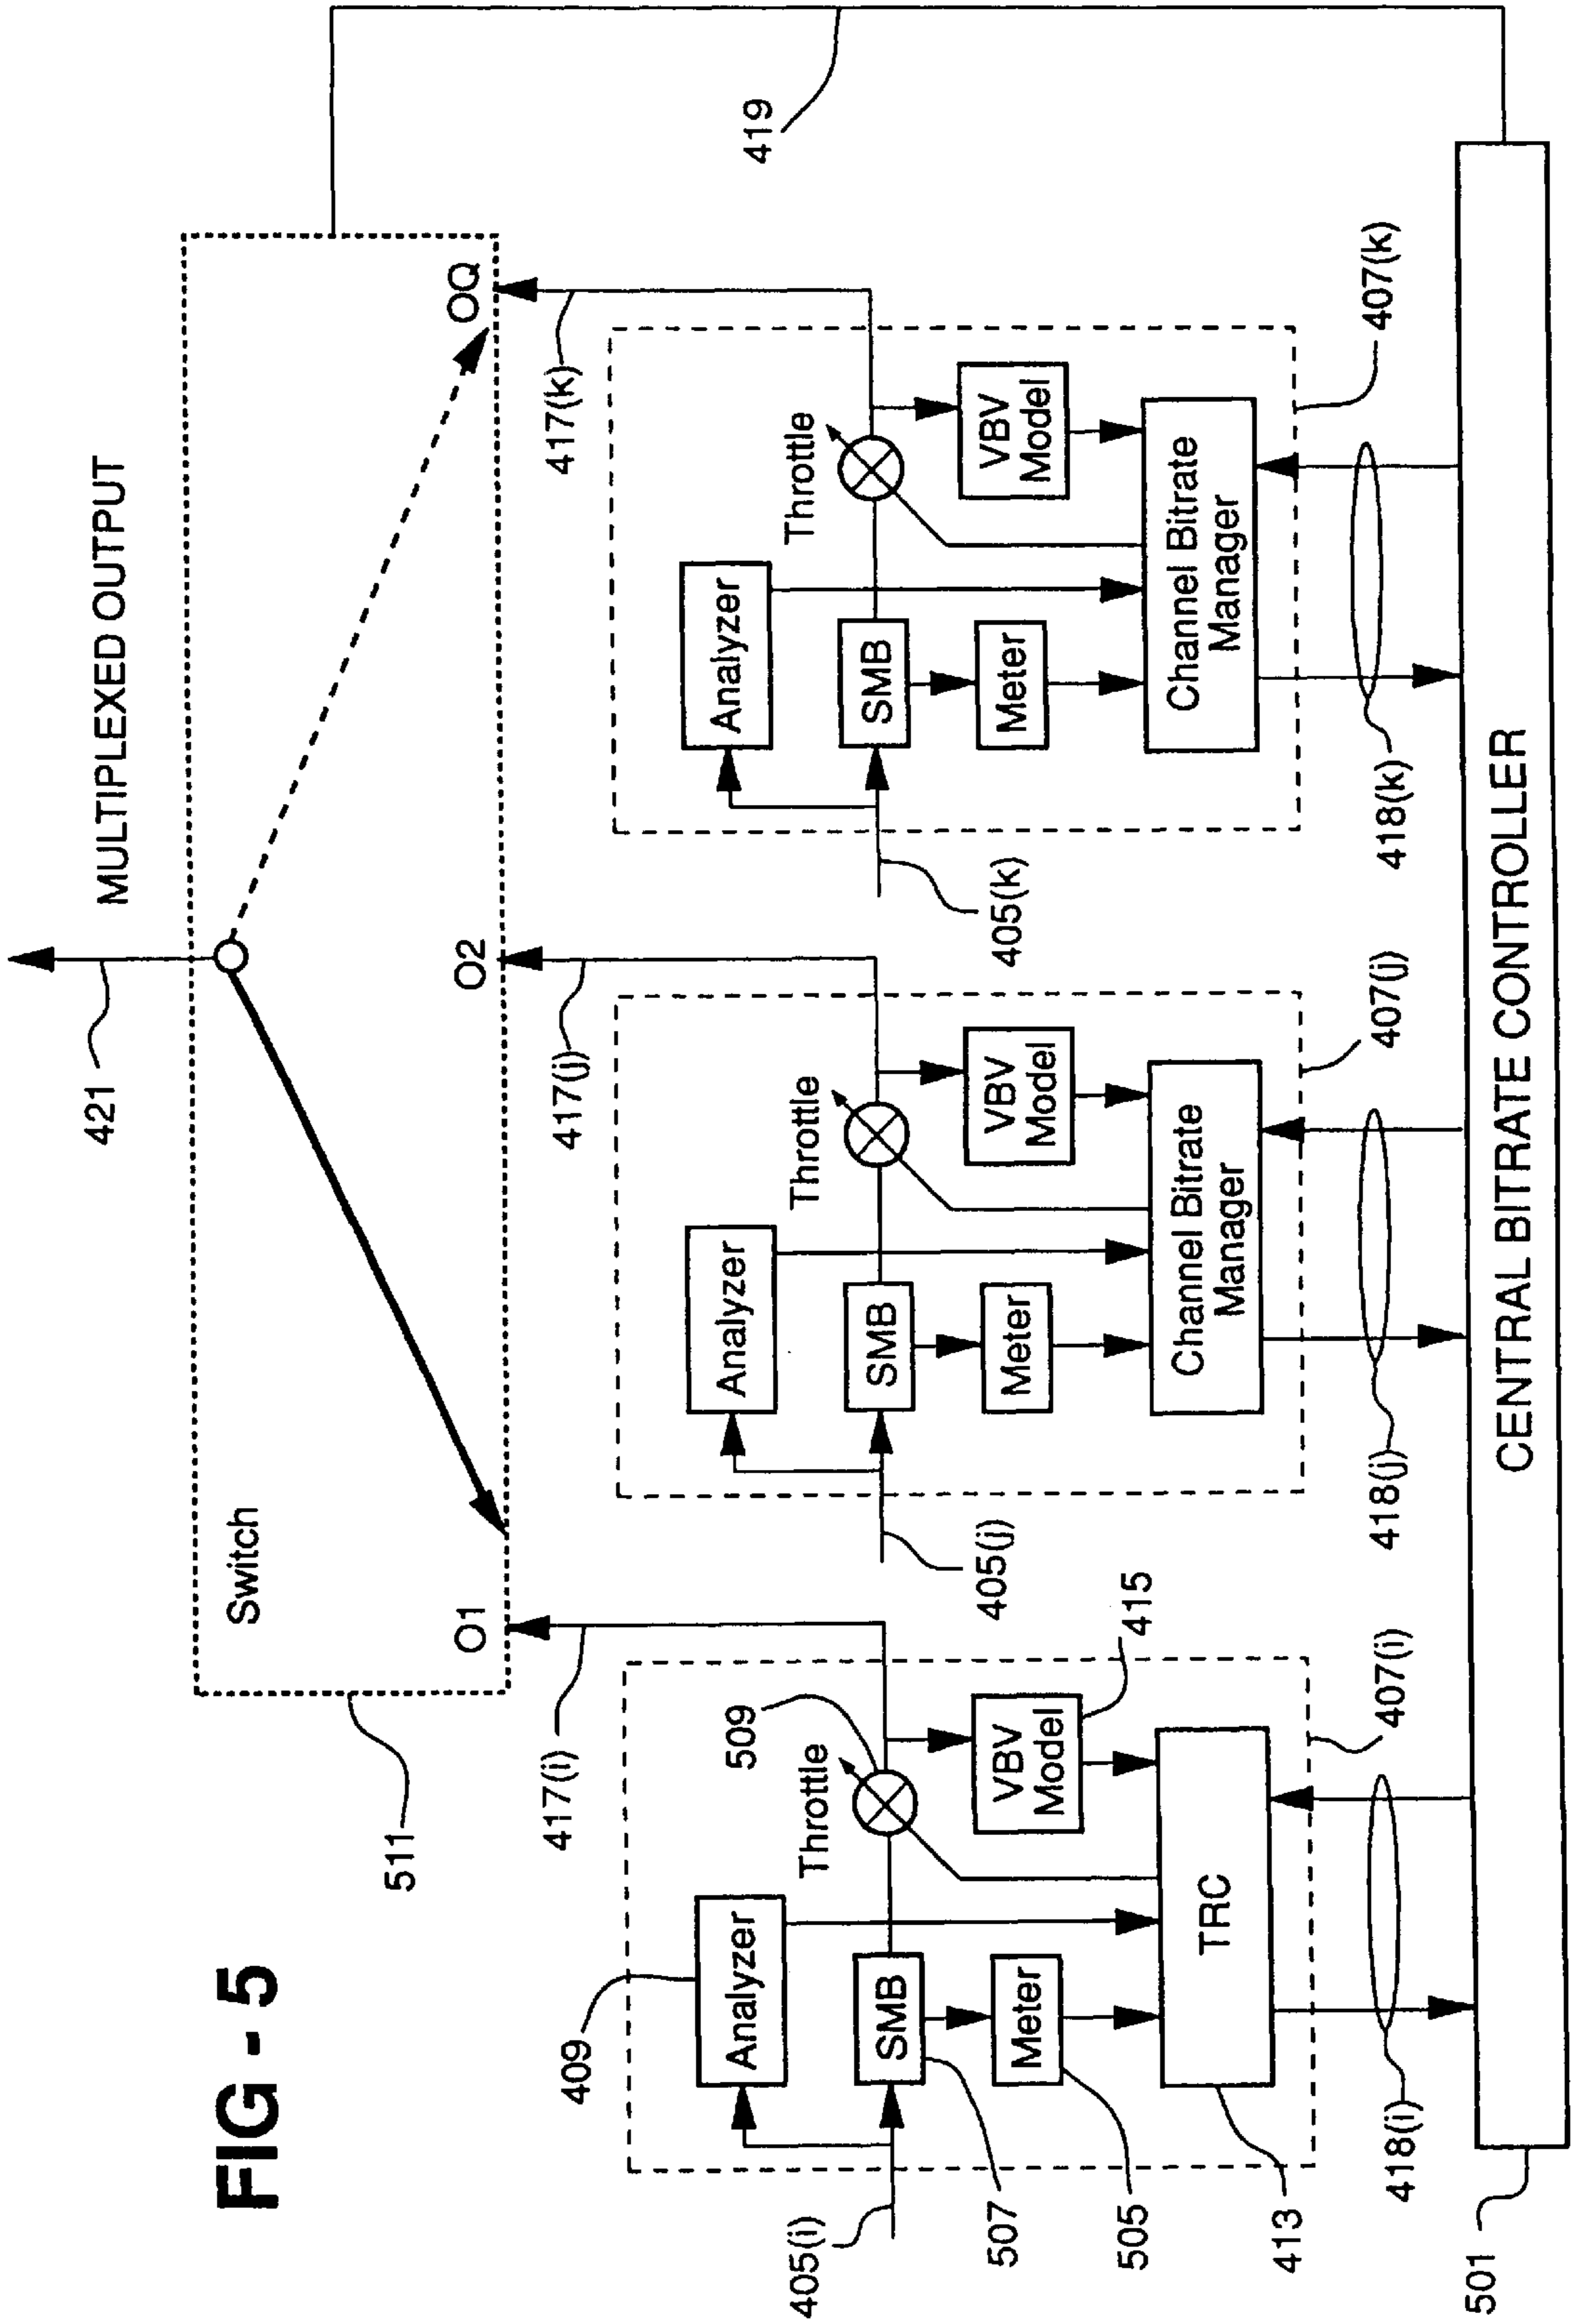 FIG - 5
MULTIPLEXED OUTPUT
421
Switch
511
O1
O2
OQ
419
417(i)
417(j)
417(k)
409
Analyzer
Throttle
509
405(i)
SMB
507
Meter
505
VBV
Model
415
TRC
413
407(i)
418(i)
Analyzer
Throttle
405(j)
SMB
Meter
VBV
Model
Channel Bitrate
Manager
407(j)
418(j)
Analyzer
Throttle
405(k)
SMB
Meter
VBV
Model
Channel Bitrate
Manager
407(k)
418(k)
CENTRAL BITRATE CONTROLLER
501